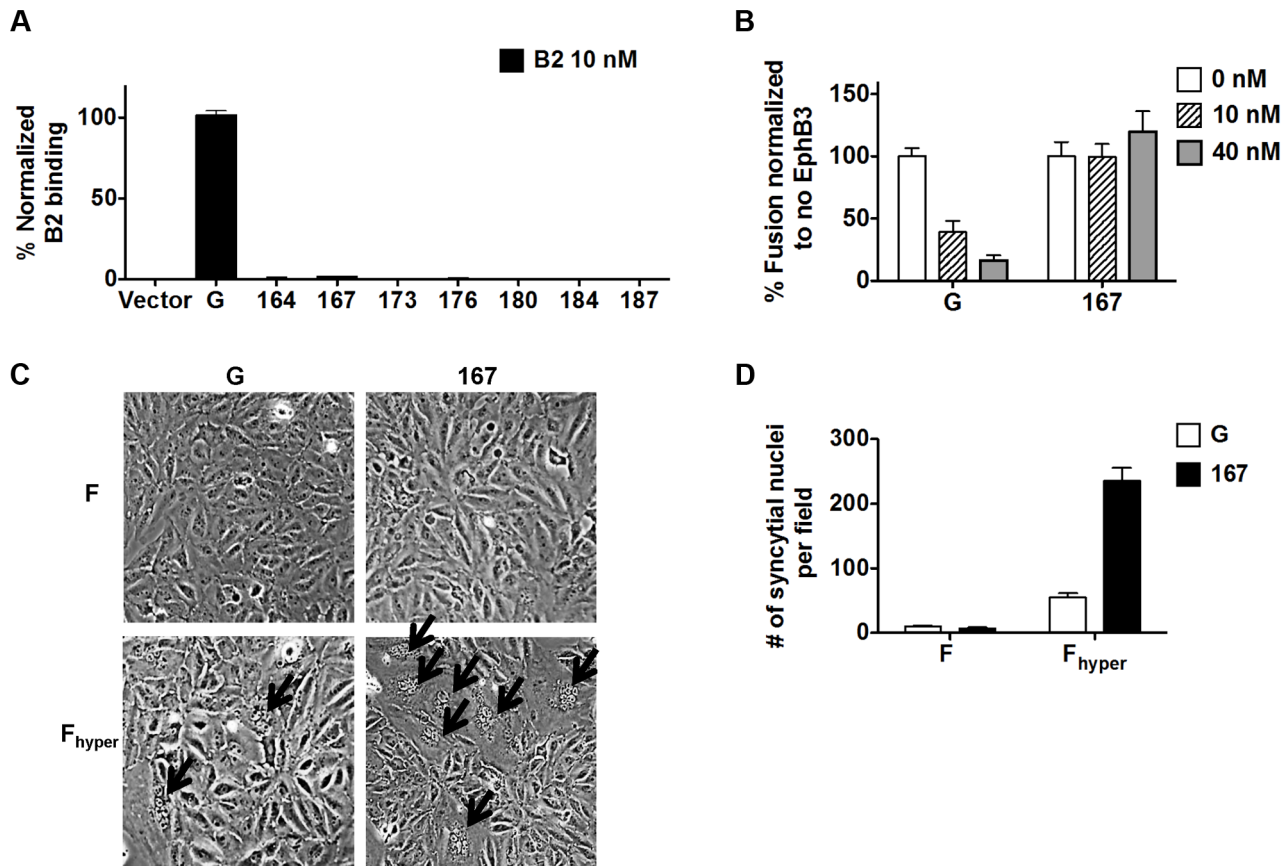 A
B2 10 nM
% Normalized
B2 binding
100
50
0
Vector G 164 167 173 176 180 184 187
B
0 nM
10 nM
40 nM
% Fusion normalized
to no EphB3
150
100
50
0
G 167
C
G 167
F
Fhyper
D
G
167
# of syncytial nuclei
per field
300
200
100
0
F Fhyper